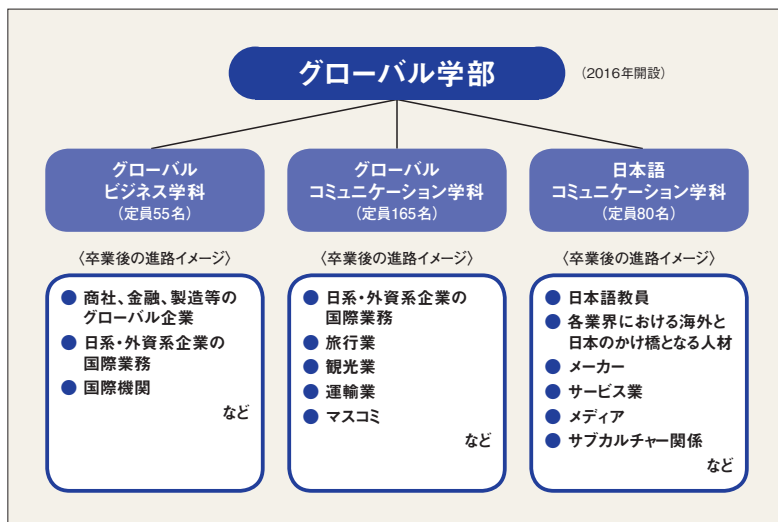 グローバル学部
（2016年開設）
グローバル
ビジネス学科
（定員55名）
グローバル
コミュニケーション学科
（定員165名）
日本語
コミュニケーション学科
（定員80名）
〈卒業後の進路イメージ〉
● 商社、金融、製造等の
グローバル企業
● 日系・外資系企業の
国際業務
● 国際機関
など
〈卒業後の進路イメージ〉
● 日系・外資系企業の
国際業務
● 旅行業
● 観光業
● 運輸業
● マスコミ
など
〈卒業後の進路イメージ〉
● 日本語教員
● 各業界における海外と
日本のかけ橋となる人材
● メーカー
● サービス業
● メディア
● サブカルチャー関係
など